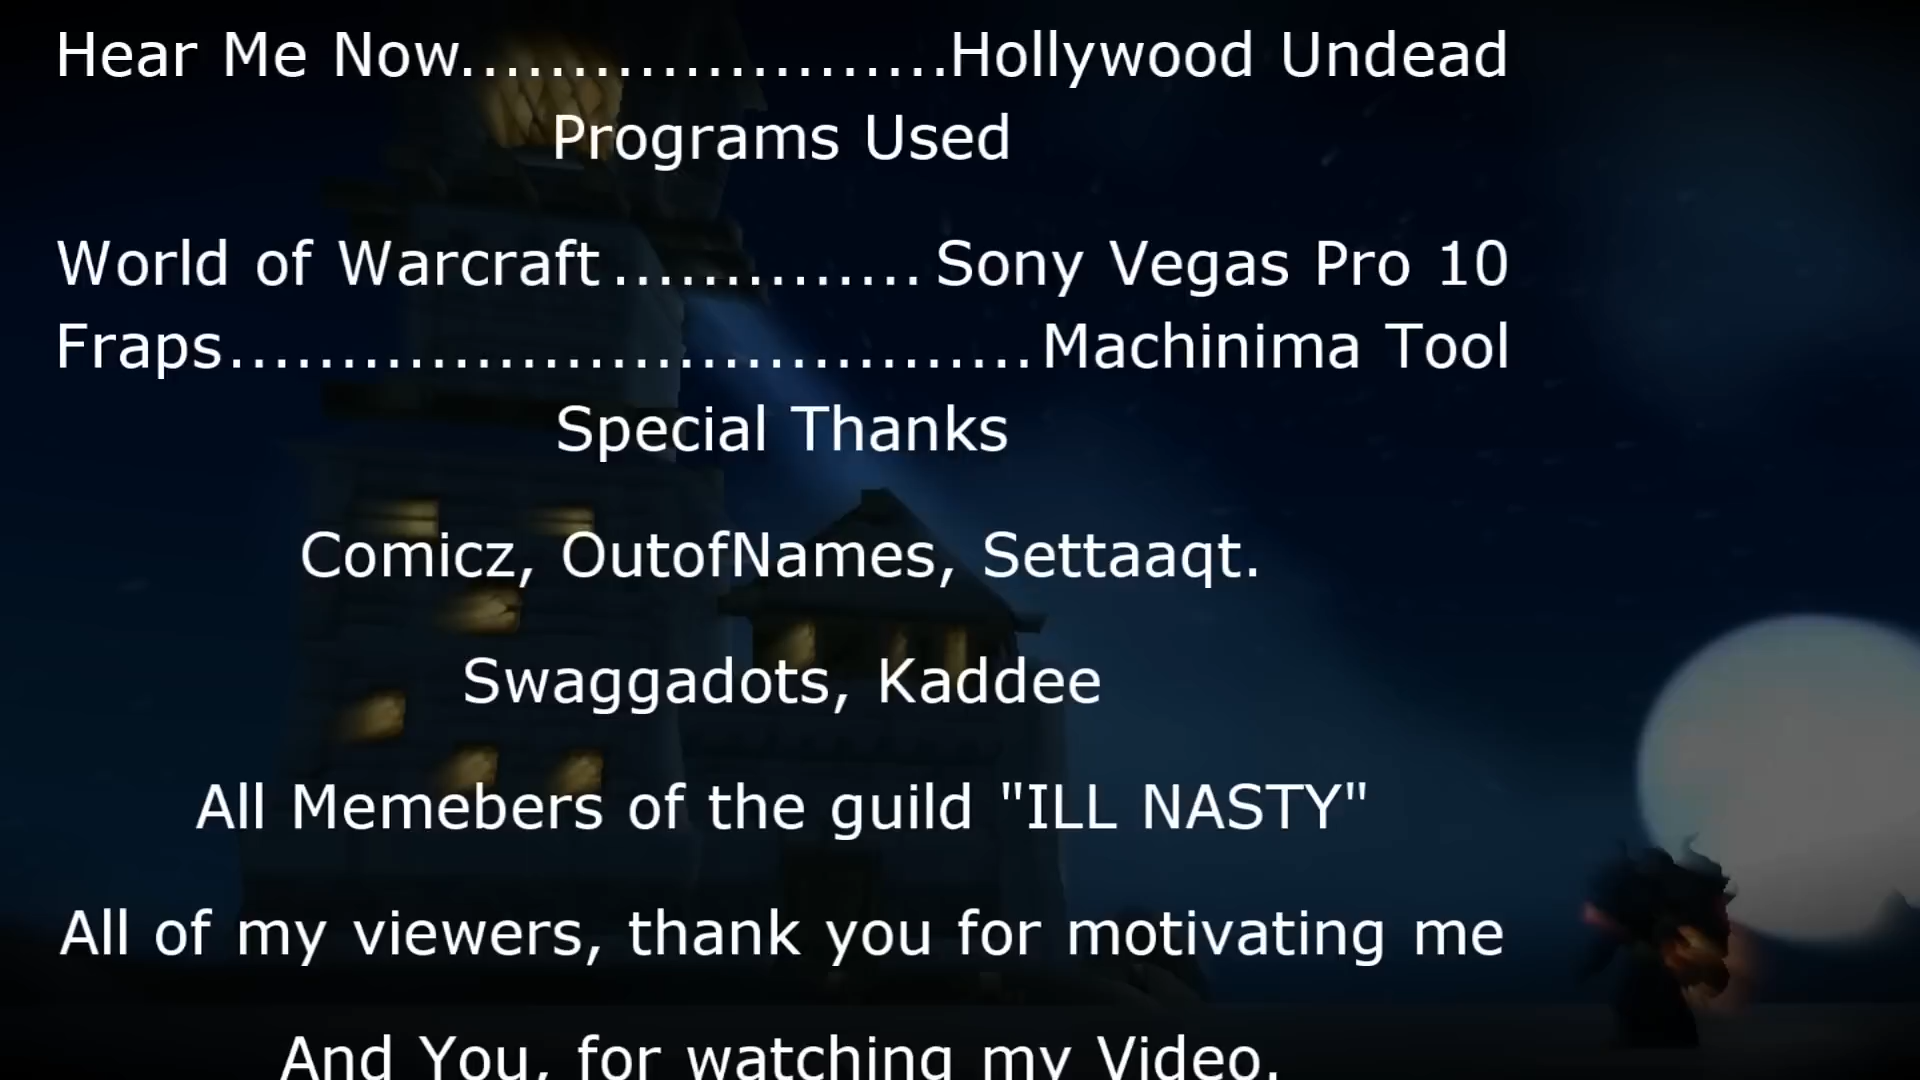 Hear Me Now......................Hollywood Undead
Programs Used
World of Warcraft..............Sony Vegas Pro 10
Fraps....................................Machinima Tool
Special Thanks
Comicz, OutofNames, Settaaqt.
Swaggadots, Kaddee
All Memebers of the guild "ILL NASTY"
All of my viewers, thank you for motivating me
And You, for watching my Video.